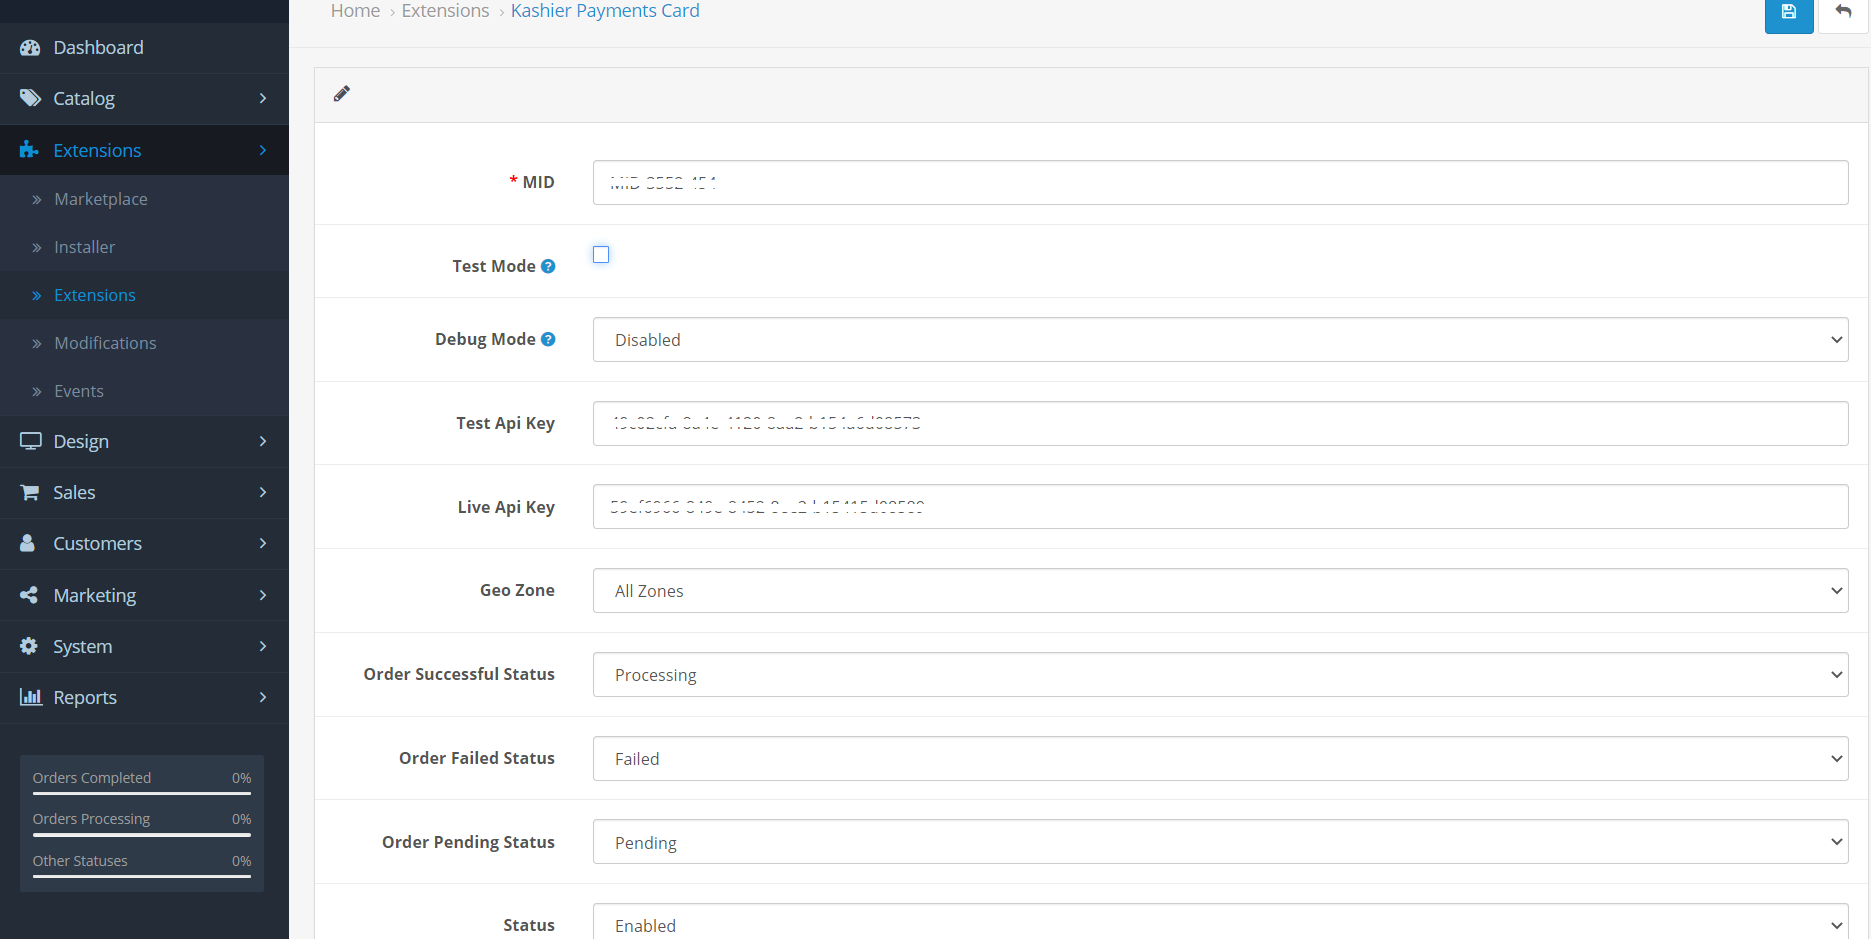 Home › Extensions › Kashier Payments Card
Dashboard
Catalog
Extensions
Marketplace
Installer
Extensions
Modifications
Events
Design
Sales
Customers
Marketing
System
Reports
Orders Completed 0%
Orders Processing 0%
Other Statuses 0%
* MID
Test Mode ?
Debug Mode ? Disabled
Test Api Key
Live Api Key
Geo Zone All Zones
Order Successful Status Processing
Order Failed Status Failed
Order Pending Status Pending
Status Enabled